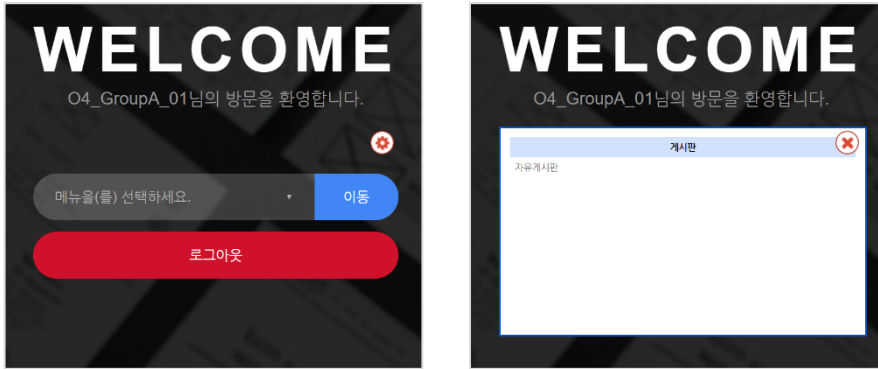 WELCOME
O4_GroupA_01님의 방문을 환영합니다.
메뉴을(를) 선택하세요.
이동
로그아웃
WELCOME
O4_GroupA_01님의 방문을 환영합니다.
게시판
자유게시판